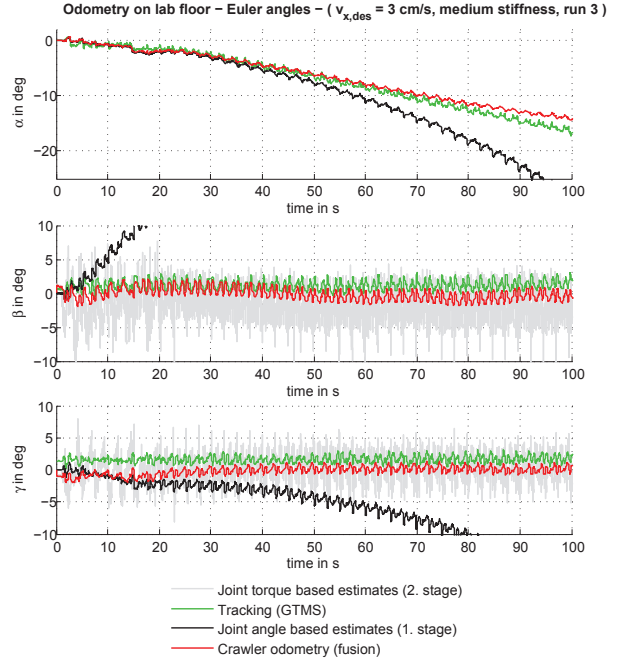 Odometry on lab floor − Euler angles − ( v_x,des = 3 cm/s, medium stiffness, run 3 )
0
−10
−20
α in deg
0 10 20 30 40 50 60 70 80 90 100
time in s
10
5
0
−5
−10
β in deg
0 10 20 30 40 50 60 70 80 90 100
time in s
10
5
0
−5
−10
γ in deg
0 10 20 30 40 50 60 70 80 90 100
time in s
Joint torque based estimates (2. stage)
Tracking (GTMS)
Joint angle based estimates (1. stage)
Crawler odometry (fusion)